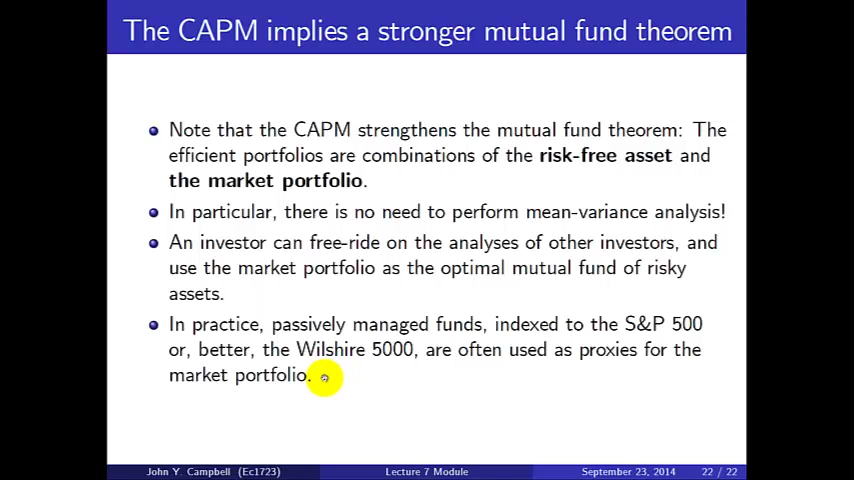 The CAPM implies a stronger mutual fund theorem
Note that the CAPM strengthens the mutual fund theorem: The
efficient portfolios are combinations of the risk-free asset and
the market portfolio.
In particular, there is no need to perform mean-variance analysis!
An investor can free-ride on the analyses of other investors, and
use the market portfolio as the optimal mutual fund of risky
assets.
In practice, passively managed funds, indexed to the S&P 500
or, better, the Wilshire 5000, are often used as proxies for the
market portfolio.
John Y. Campbell (Ec1723) Lecture 7 Module September 23, 2014 22 / 22